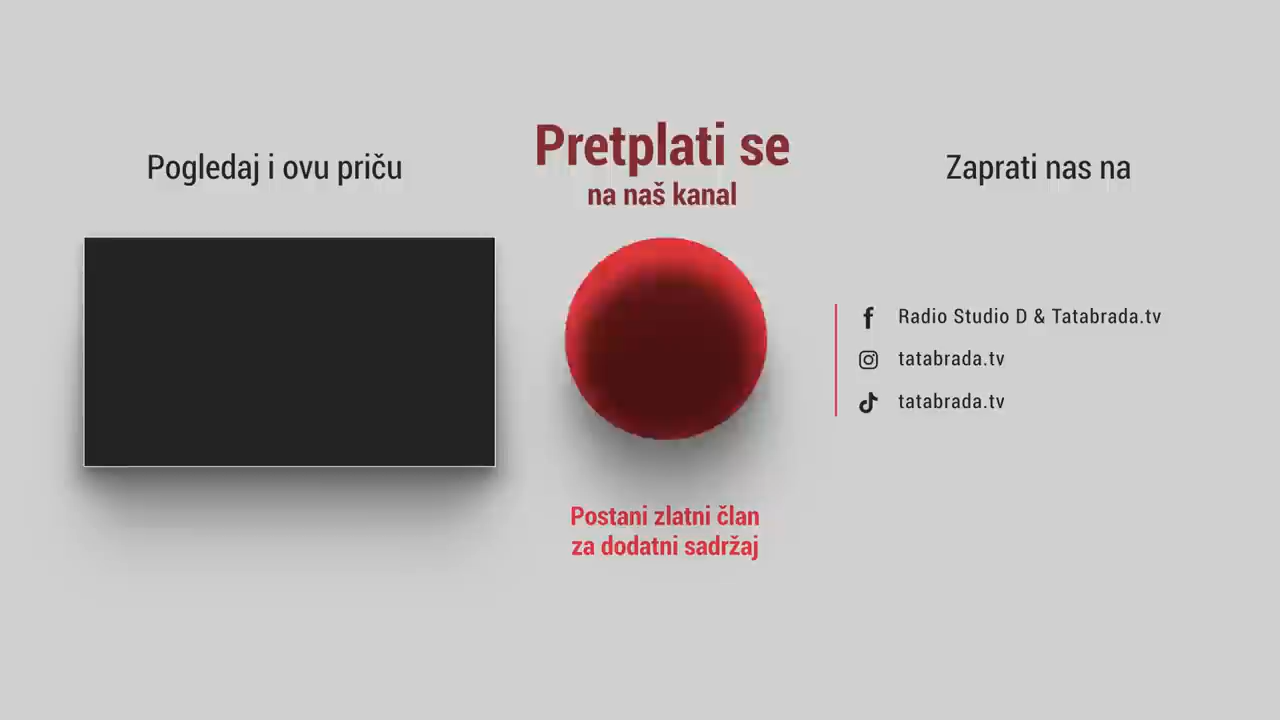 Pogledaj i ovu priču
Pretplati se
na naš kanal
Postani zlatni član
za dodatni sadržaj
Zaprati nas na
Radio Studio D & Tatabrada.tv
tatabrada.tv
tatabrada.tv